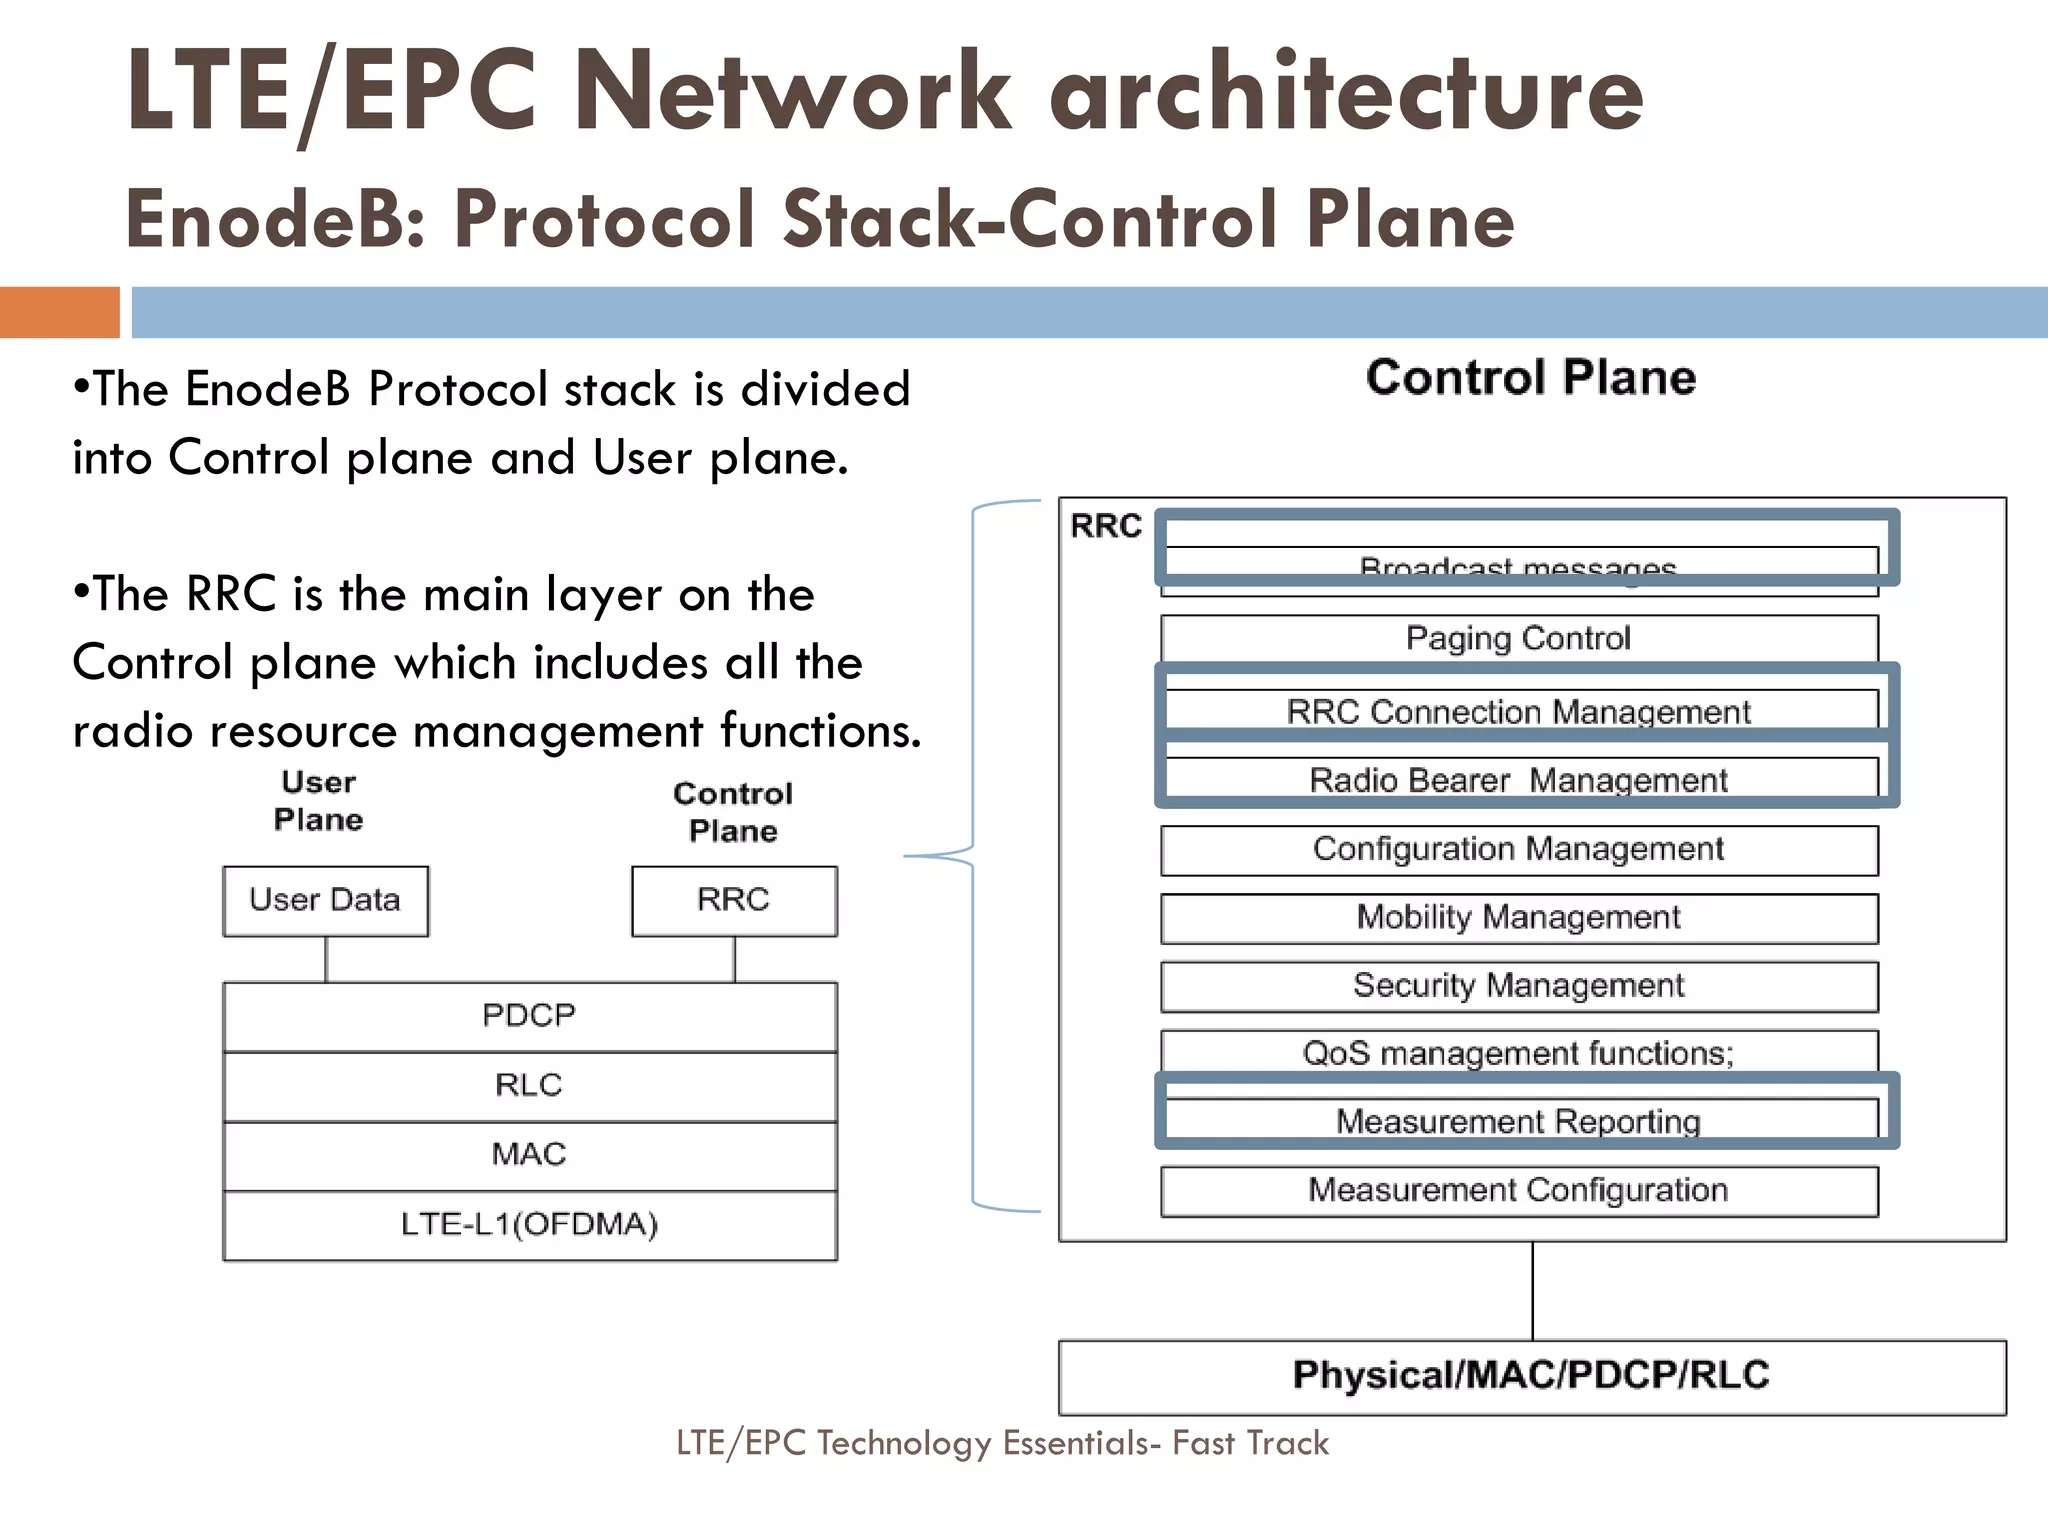 LTE/EPC Network architecture
EnodeB: Protocol Stack-Control Plane
•The EnodeB Protocol stack is divided
into Control plane and User plane.
•The RRC is the main layer on the
Control plane which includes all the
radio resource management functions.
User
Plane
Control
Plane
User Data
RRC
PDCP
RLC
MAC
LTE-L1(OFDMA)
Control Plane
RRC
Broadcast messages
Paging Control
RRC Connection Management
Radio Bearer Management
Configuration Management
Mobility Management
Security Management
QoS management functions;
Measurement Reporting
Measurement Configuration
Physical/MAC/PDCP/RLC
LTE/EPC Technology Essentials- Fast Track